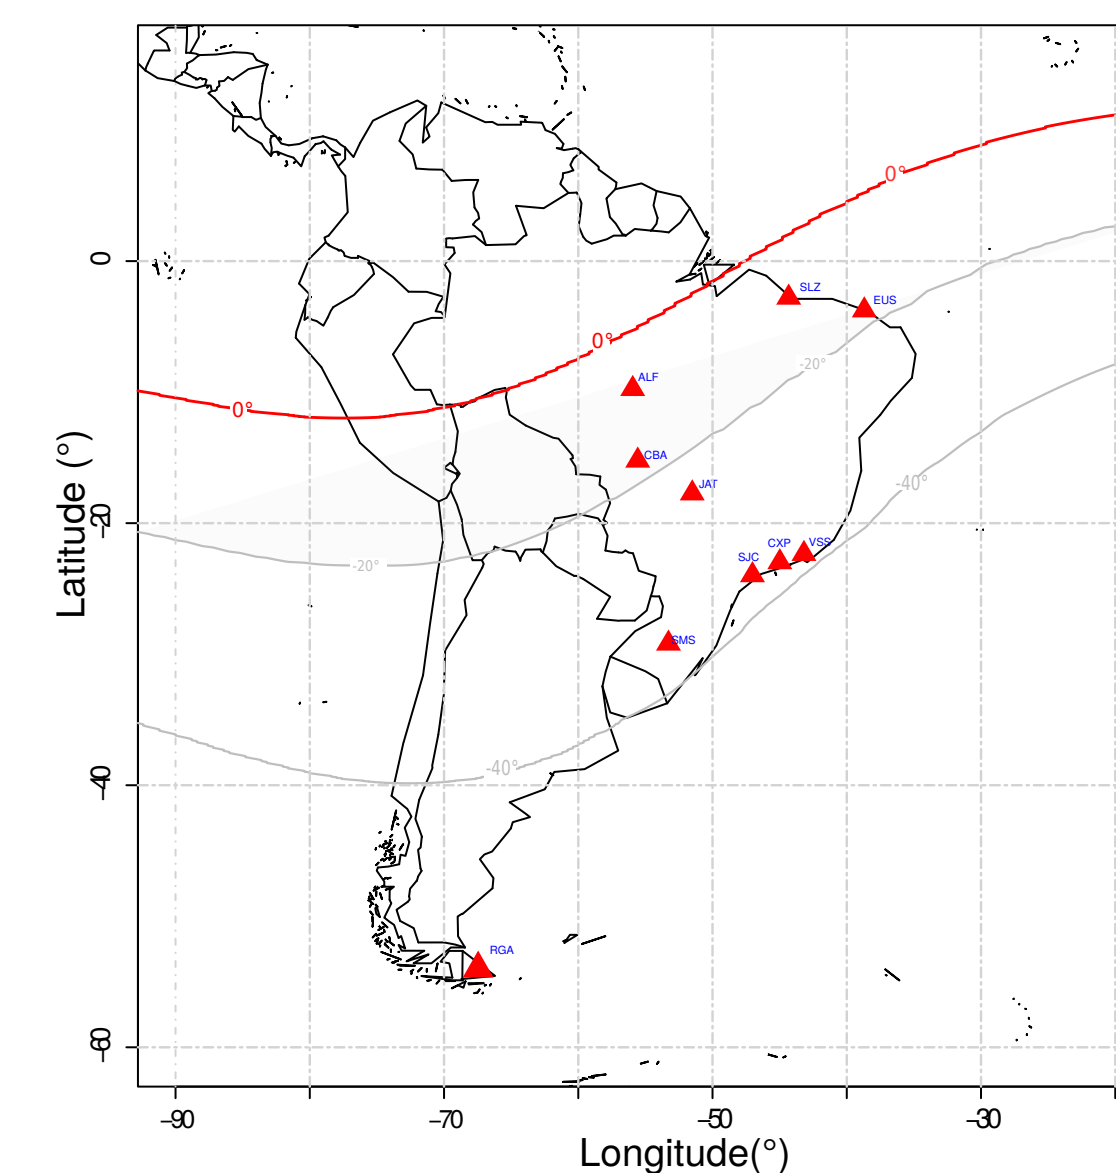 0°
0
SLZ
EUS
0°
-20°
ALF
0°
CBA
JAT
-40°
-20
CXP
VSS
SJC
-20°
SMS
-40°
-40
RGA
-60
Latitude (°)
-90
-70
-50
-30
Longitude(°)